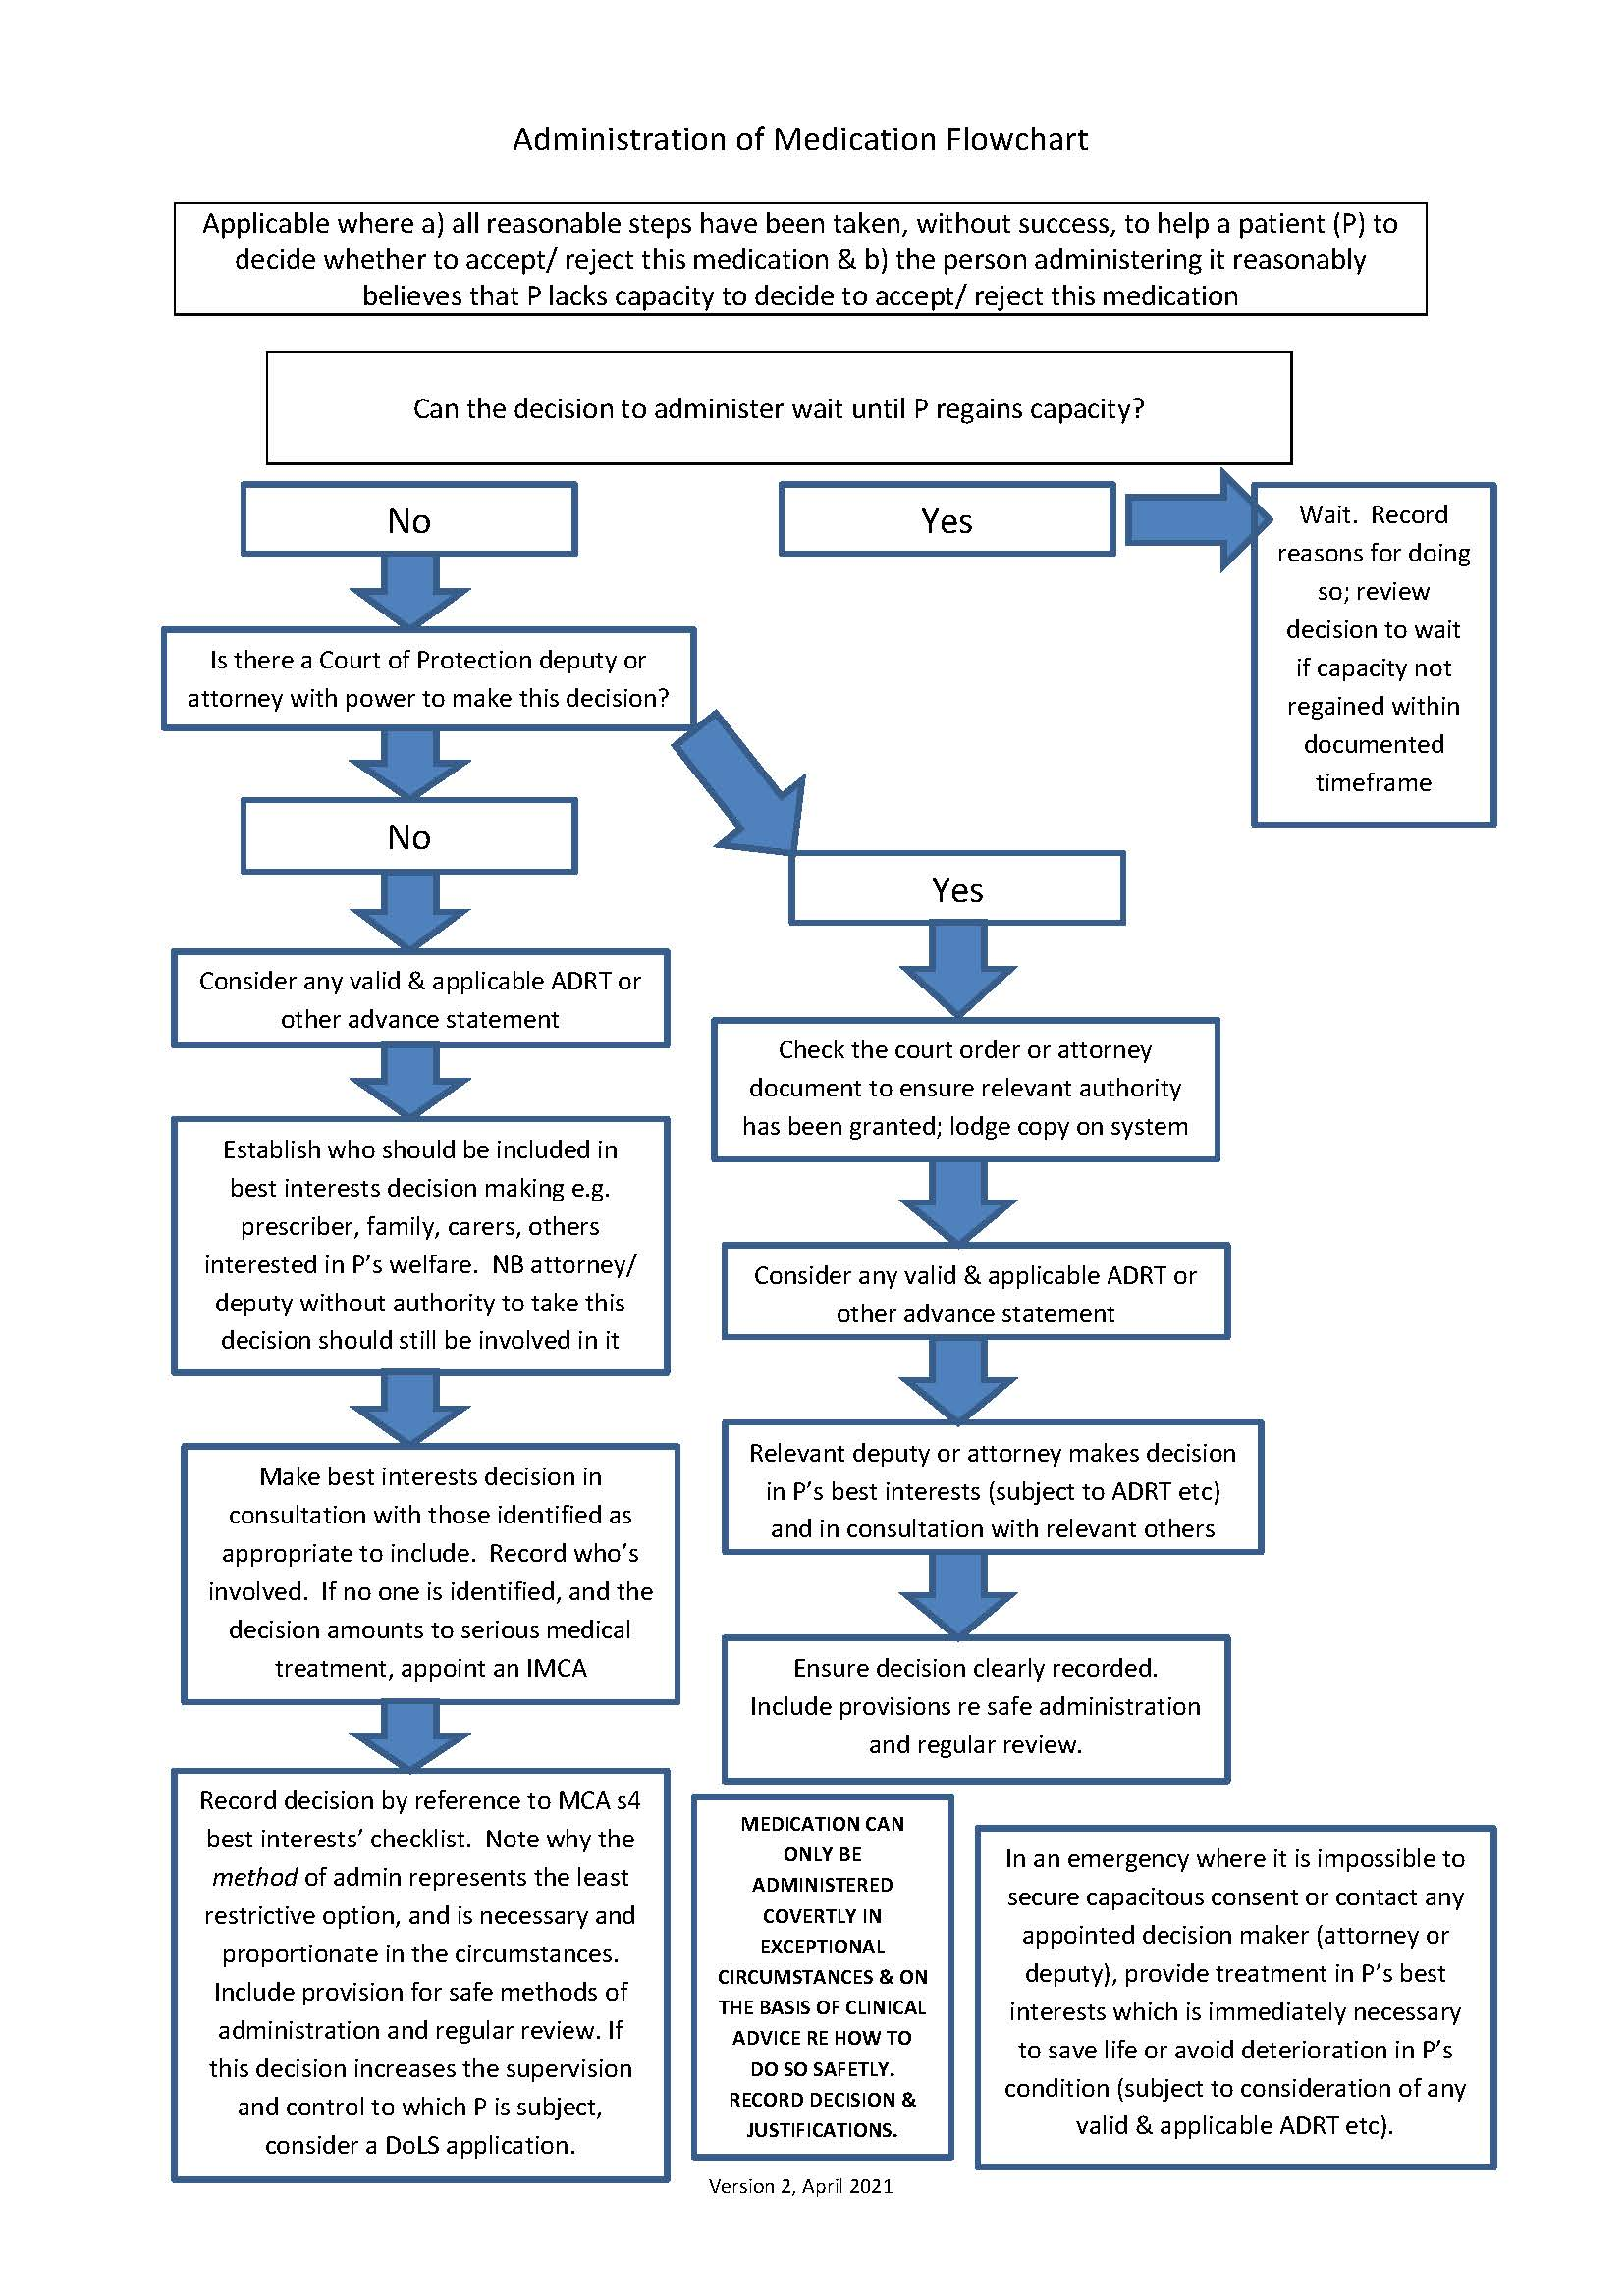 Administration of Medication Flowchart
Applicable where a) all reasonable steps have been taken, without success, to help a patient (P) to
decide whether to accept/ reject this medication & b) the person administering it reasonably
believes that P lacks capacity to decide to accept/ reject this medication
Can the decision to administer wait until P regains capacity?
No
Yes
Wait.  Record
reasons for doing
so; review
decision to wait
if capacity not
regained within
documented
timeframe
Is there a Court of Protection deputy or
attorney with power to make this decision?
No
Consider any valid & applicable ADRT or
other advance statement
Establish who should be included in
best interests decision making e.g.
prescriber, family, carers, others
interested in P’s welfare.  NB attorney/
deputy without authority to take this
decision should still be involved in it
Make best interests decision in
consultation with those identified as
appropriate to include.  Record who’s
involved.  If no one is identified, and the
decision amounts to serious medical
treatment, appoint an IMCA
Record decision by reference to MCA s4
best interests’ checklist.  Note why the
method of admin represents the least
restrictive option, and is necessary and
proportionate in the circumstances.
Include provision for safe methods of
administration and regular review. If
this decision increases the supervision
and control to which P is subject,
consider a DoLS application.
Yes
Check the court order or attorney
document to ensure relevant authority
has been granted; lodge copy on system
Consider any valid & applicable ADRT or
other advance statement
Relevant deputy or attorney makes decision
in P’s best interests (subject to ADRT etc)
and in consultation with relevant others
Ensure decision clearly recorded.
Include provisions re safe administration
and regular review.
MEDICATION CAN
ONLY BE
ADMINISTERED
COVERTLY IN
EXCEPTIONAL
CIRCUMSTANCES & ON
THE BASIS OF CLINICAL
ADVICE RE HOW TO
DO SO SAFETLY.
RECORD DECISION &
JUSTIFICATIONS.
In an emergency where it is impossible to
secure capacitous consent or contact any
appointed decision maker (attorney or
deputy), provide treatment in P’s best
interests which is immediately necessary
to save life or avoid deterioration in P’s
condition (subject to consideration of any
valid & applicable ADRT etc).
Version 2, April 2021